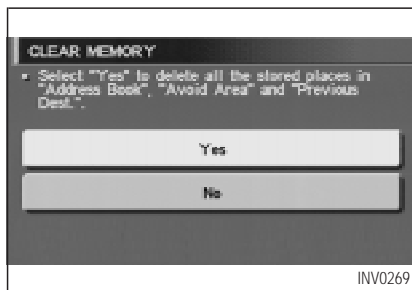 CLEAR MEMORY
Select "Yes" to delete all the stored places in
"Address Book", "Avoid Area" and "Previous
Dest.".
Yes
No
INV0269